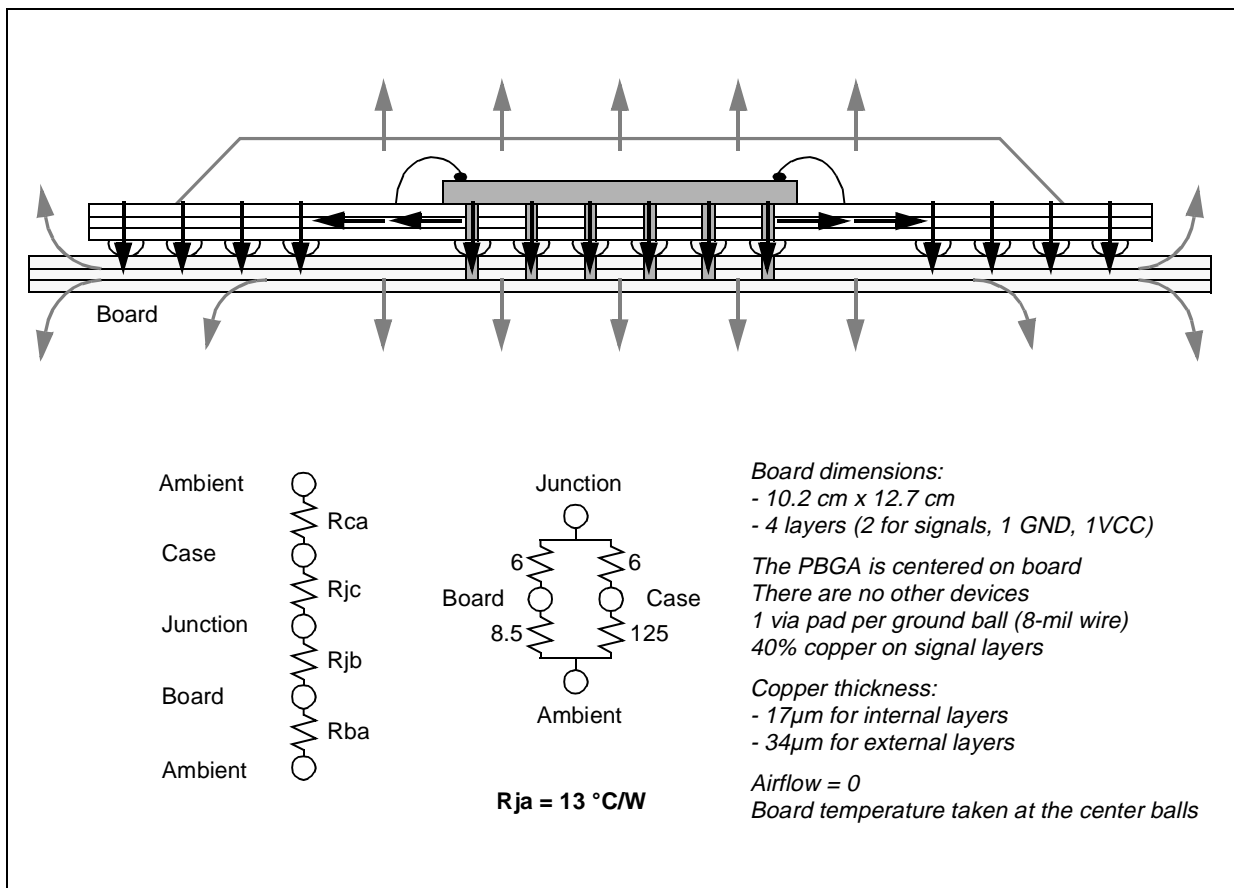 Board
Ambient
Rca
Case
Rjc
Junction
Rjb
Board
Rba
Ambient
Junction
6
6
Board
Case
8.5
125
Ambient
Rja = 13 °C/W
Board dimensions:
- 10.2 cm x 12.7 cm
- 4 layers (2 for signals, 1 GND, 1VCC)
The PBGA is centered on board
There are no other devices
1 via pad per ground ball (8-mil wire)
40% copper on signal layers
Copper thickness:
- 17µm for internal layers
- 34µm for external layers
Airflow = 0
Board temperature taken at the center balls